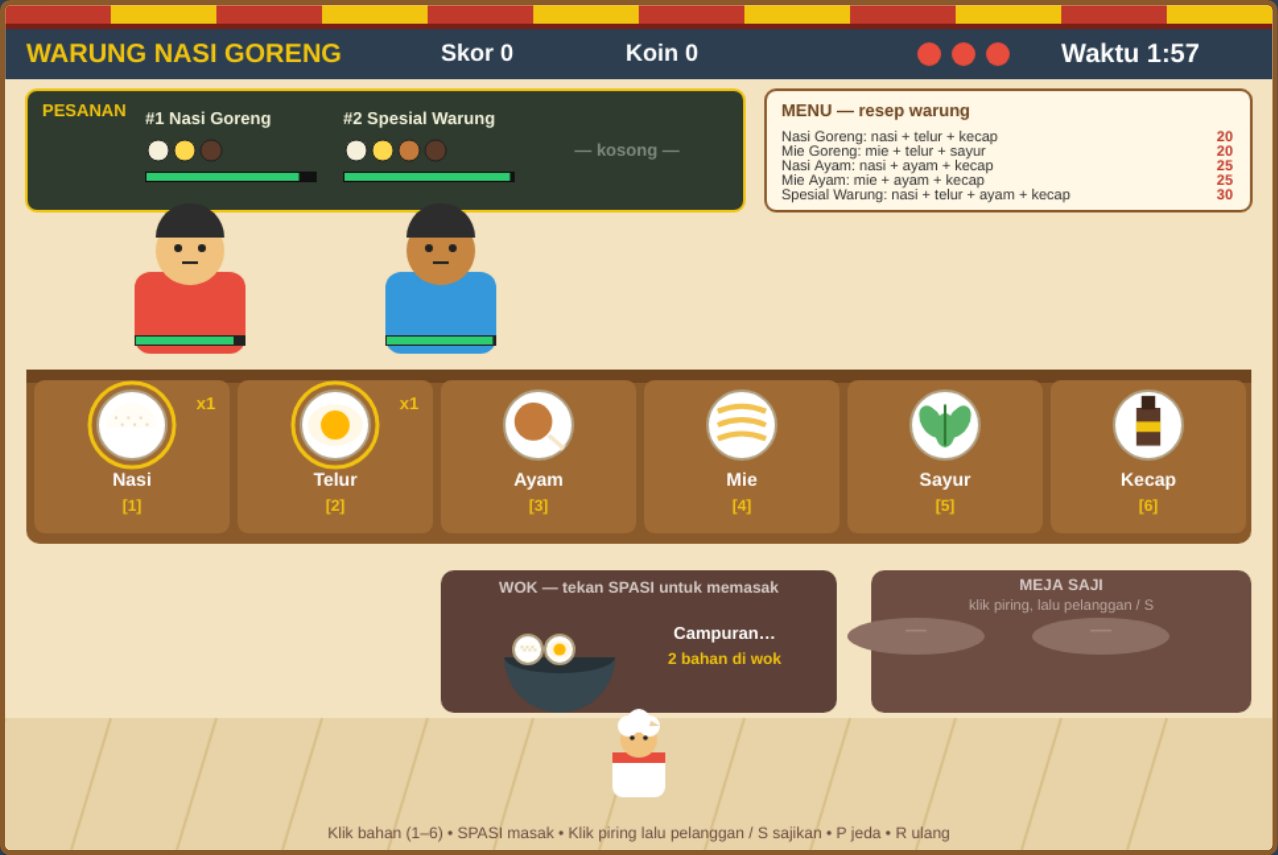 WARUNG NASI GORENG Skor 0 Koin 0 Waktu 1:57
PESANAN
#1 Nasi Goreng
#2 Spesial Warung
— kosong —
MENU — resep warung
Nasi Goreng: nasi + telur + kecap 20
Mie Goreng: mie + telur + sayur 20
Nasi Ayam: nasi + ayam + kecap 25
Mie Ayam: mie + ayam + kecap 25
Spesial Warung: nasi + telur + ayam + kecap 30
x1
Nasi
[1]
x1
Telur
[2]
Ayam
[3]
Mie
[4]
Sayur
[5]
Kecap
[6]
WOK — tekan SPASI untuk memasak
Campuran…
2 bahan di wok
MEJA SAJI
klik piring, lalu pelanggan / S
— —
Klik bahan (1–6) • SPASI masak • Klik piring lalu pelanggan / S sajikan • P jeda • R ulang